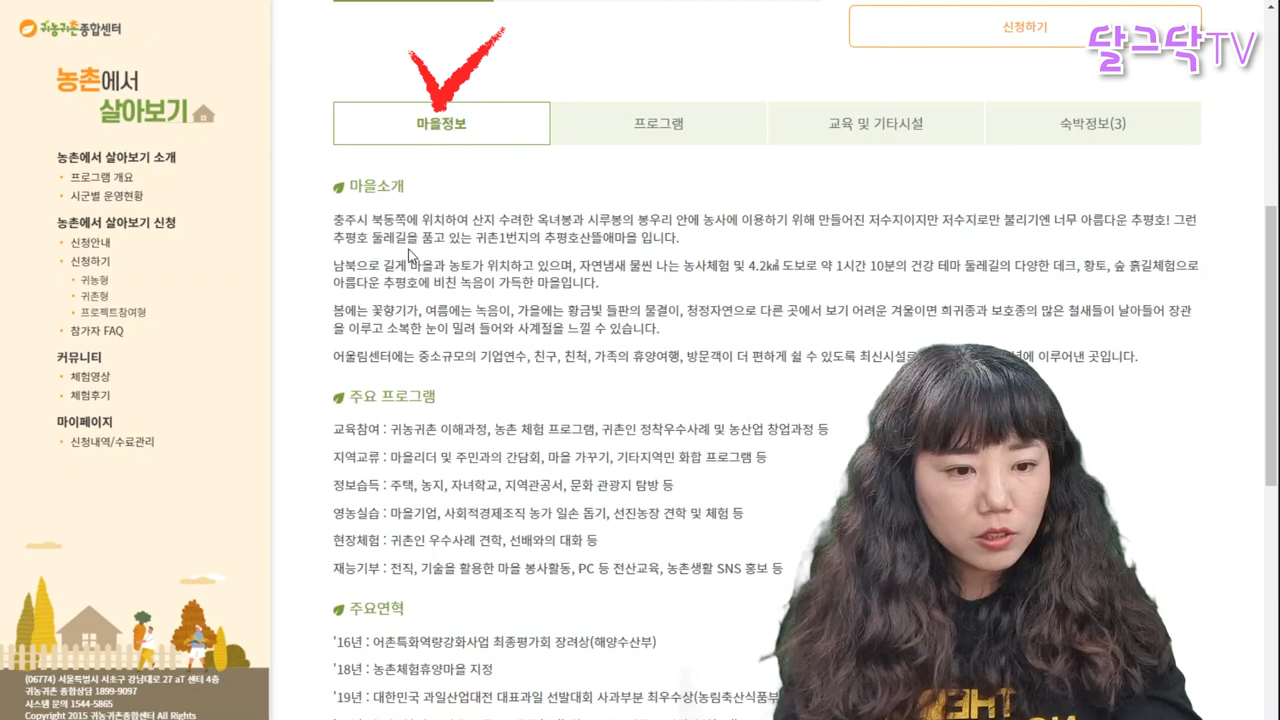 귀농귀촌종합센터
농촌에서
살아보기
농촌에서 살아보기 소개
프로그램 개요
시군별 운영현황
농촌에서 살아보기 신청
신청안내
신청하기
귀농형
귀촌형
프로젝트참여형
참가자 FAQ
커뮤니티
체험영상
체험후기
마이페이지
신청내역/수료관리
(06774) 서울특별시 서초구 강남대로 27 aT 센터 4층
귀농귀촌 종합상담 1899-9097
시스템 문의 1544-5865
Copyright 2015 귀농귀촌종합센터 All Rights
신청하기
달그닥TV
마을정보
프로그램
교육 및 기타시설
숙박정보(3)
마을소개
충주시 북동쪽에 위치하여 산지 수려한 옥녀봉과 시루봉의 봉우리 안에 농사에 이용하기 위해 만들어진 저수지이지만 저수지로만 불리기엔 너무 아름다운 추평호! 그런
추평호 둘레길을 품고 있는 귀촌1번지의 추평호산뜰애마을 입니다.
남북으로 길게 마을과 농토가 위치하고 있으며, 자연냄새 물씬 나는 농사체험 및 4.2㎢ 도보로 약 1시간 10분의 건강 테마 둘레길의 다양한 데크, 황토, 숲 흙길체험으로
아름다운 추평호에 비친 녹음이 가득한 마을입니다.
봄에는 꽃향기가, 여름에는 녹음이, 가을에는 황금빛 들판의 물결이, 청정자연으로 다른 곳에서 보기 어려운 겨울이면 희귀종과 보호종의 많은 철새들이 날아들어 장관
을 이루고 소복한 눈이 밀려 들어와 사계절을 느낄 수 있습니다.
어울림센터에는 중소규모의 기업연수, 친구, 친척, 가족의 휴양여행, 방문객이 더 편하게 쉴 수 있도록 최신시설로 에 이루어낸 곳입니다.
주요 프로그램
교육참여 : 귀농귀촌 이해과정, 농촌 체험 프로그램, 귀촌인 정착우수사례 및 농산업 창업과정 등
지역교류 : 마을리더 및 주민과의 간담회, 마을 가꾸기, 기타지역민 화합 프로그램 등
정보습득 : 주택, 농지, 자녀학교, 지역관공서, 문화 관광지 탐방 등
영농실습 : 마을기업, 사회적경제조직 농가 일손 돕기, 선진농장 견학 및 체험 등
현장체험 : 귀촌인 우수사례 견학, 선배와의 대화 등
재능기부 : 전직, 기술을 활용한 마을 봉사활동, PC 등 전산교육, 농촌생활 SNS 홍보 등
주요연혁
'16년 : 어촌특화역량강화사업 최종평가회 장려상(해양수산부)
'18년 : 농촌체험휴양마을 지정
'19년 : 대한민국 과일산업대전 대표과일 선발대회 사과부분 최우수상(농림축산식품부